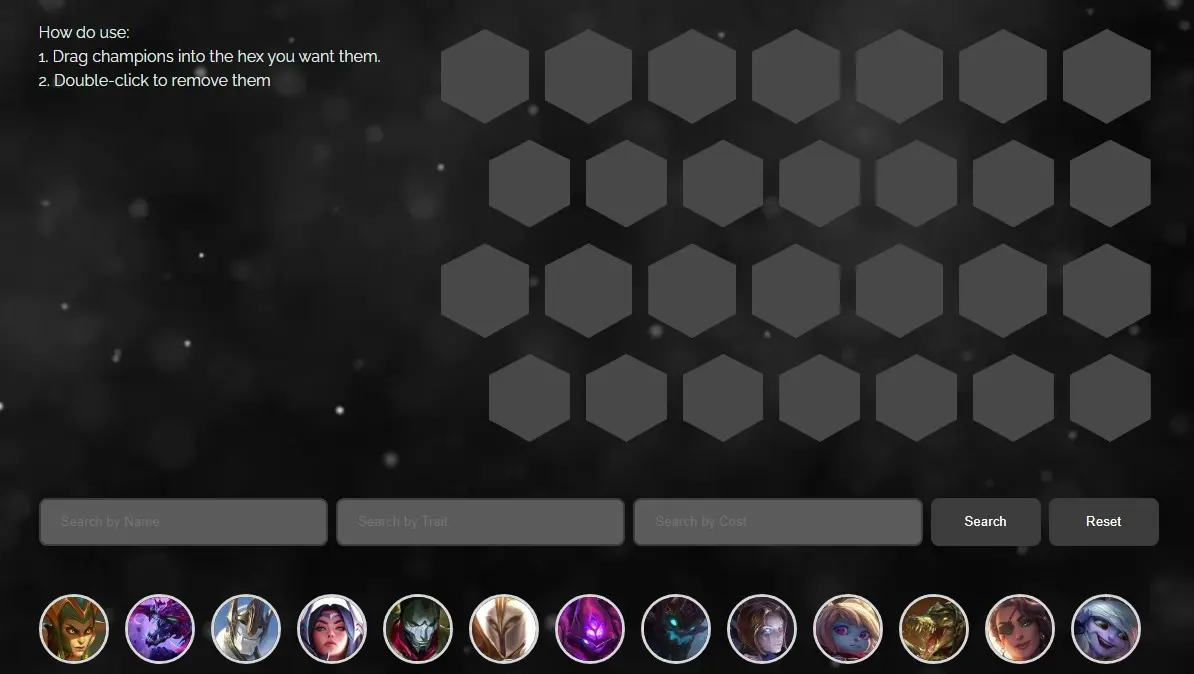 How do use:
1. Drag champions into the hex you want them.
2. Double-click to remove them
Search by Name
Search by Trait
Search by Cost
Search
Reset